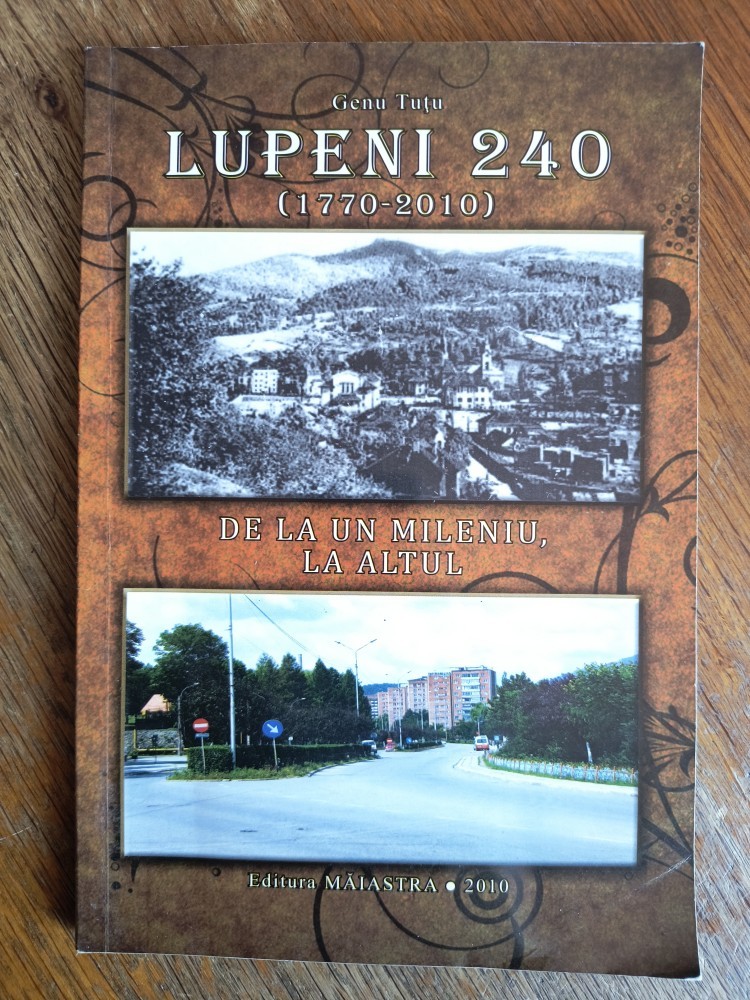 Genu Tuțu
LUPENI 240
(1770-2010)
DE LA UN MILENIU,
LA ALTUL
Editura MĂIASTRA • 2010